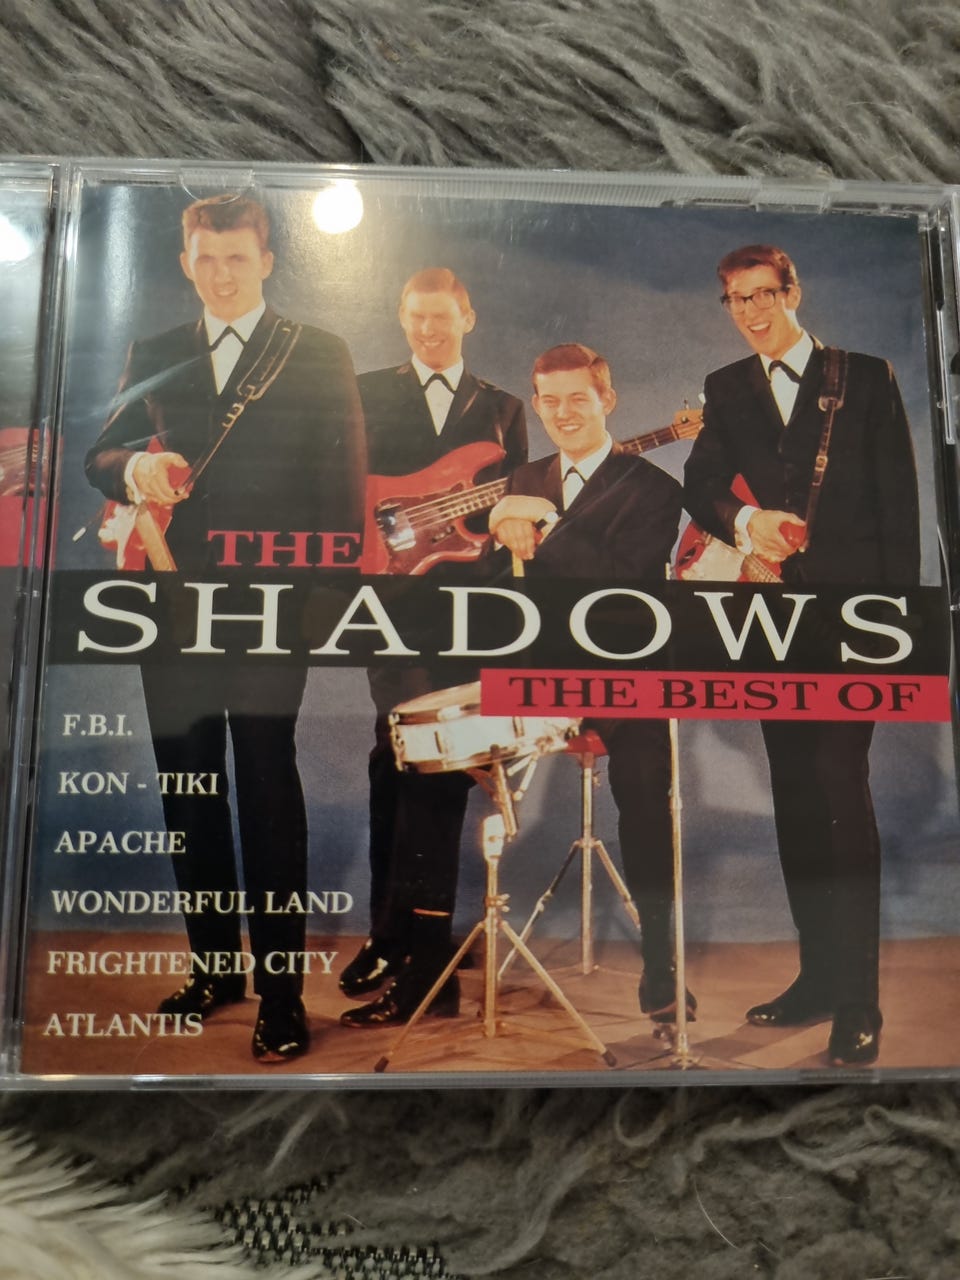 THE
SHADOWS
THE BEST OF
F.B.I.
KON - TIKI
APACHE
WONDERFUL LAND
FRIGHTENED CITY
ATLANTIS